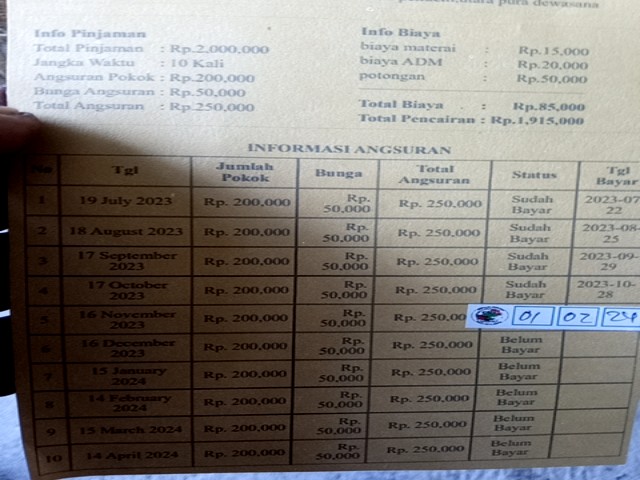 pura dewasana
Info Pinjaman
Total Pinjaman : Rp.2,000,000
Jangka Waktu : 10 Kali
Angsuran Pokok : Rp.200,000
Bunga Angsuran : Rp.50,000
Total Angsuran : Rp.250,000
Info Biaya
biaya materai : Rp.15,000
biaya ADM : Rp.20,000
potongan : Rp.50,000
Total Biaya : Rp.85,000
Total Pencairan : Rp.1,915,000
INFORMASI ANGSURAN
No Tgl Jumlah Pokok Bunga Total Angsuran Status Tgl Bayar
1 19 July 2023 Rp. 200,000 Rp. 50,000 Rp. 250,000 Sudah Bayar 2023-07-22
2 18 August 2023 Rp. 200,000 Rp. 50,000 Rp. 250,000 Sudah Bayar 2023-08-25
3 17 September 2023 Rp. 200,000 Rp. 50,000 Rp. 250,000 Sudah Bayar 2023-09-29
4 17 October 2023 Rp. 200,000 Rp. 50,000 Rp. 250,000 Sudah Bayar 2023-10-28
5 16 November 2023 Rp. 200,000 Rp. 50,000 Rp. 250,00 01 02 24
6 16 December 2023 Rp. 200,000 Rp. 50,000 Rp. 250,000 Belum Bayar
7 15 January 2024 Rp. 200,000 Rp. 50,000 Rp. 250,000 Belum Bayar
8 14 February 2024 Rp. 200,000 Rp. 50,000 Rp. 250,000 Belum Bayar
9 15 March 2024 Rp. 200,000 Rp. 50,000 Rp. 250,000 Belum Bayar
10 14 April 2024 Rp. 200,000 Rp. 50,000 Rp. 250,000 Belum Bayar